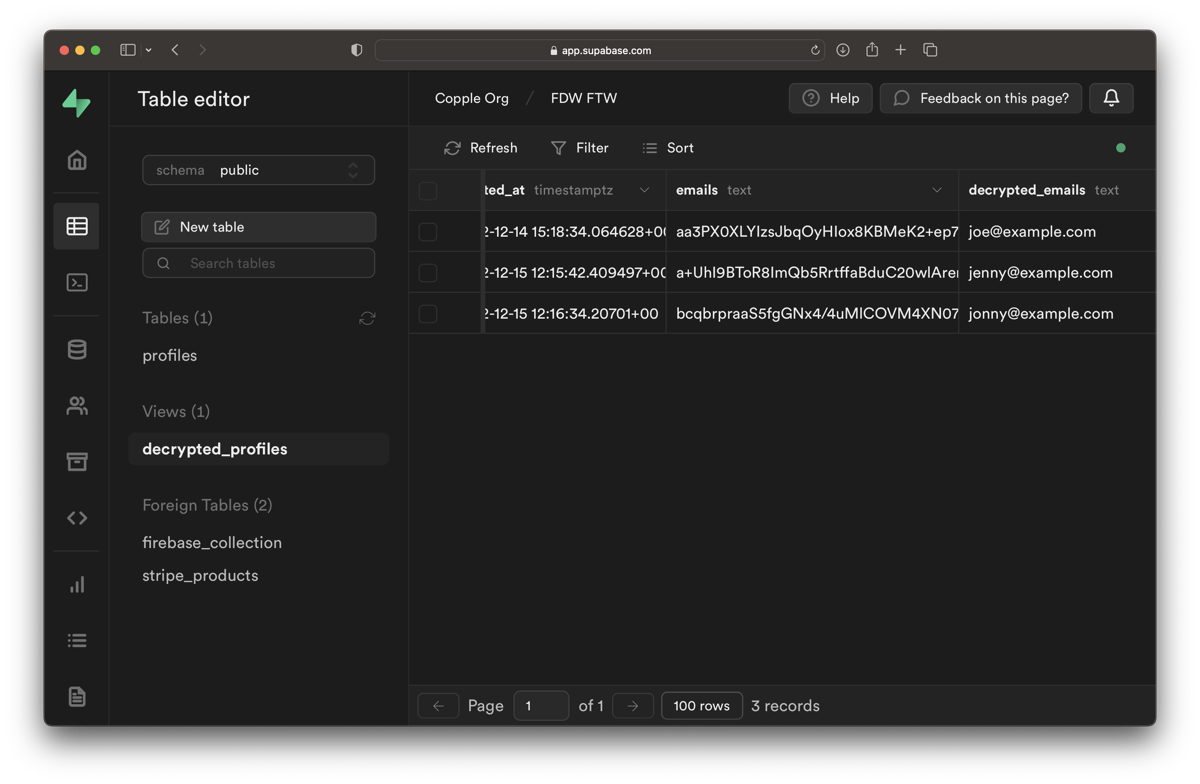 app.supabase.com
Table editor
Copple Org / FDW FTW
Help
Feedback on this page?
schema public
New table
Search tables
Tables (1)
profiles
Views (1)
decrypted_profiles
Foreign Tables (2)
firebase_collection
stripe_products
Refresh
Filter
Sort
ted_at timestamptz emails text decrypted_emails text
2-12-14 15:18:34.064628+00 aa3PX0XLYIzsJbqOyHIox8KBMeK2+ep7 joe@example.com
2-12-15 12:15:42.409497+00 a+UhI9BToR8ImQb5RrtffaBduC20wlAren jenny@example.com
2-12-15 12:16:34.20701+00 bcqbrpraaS5fgGNx4/4uMlCOVM4XN07 jonny@example.com
Page 1 of 1
100 rows
3 records